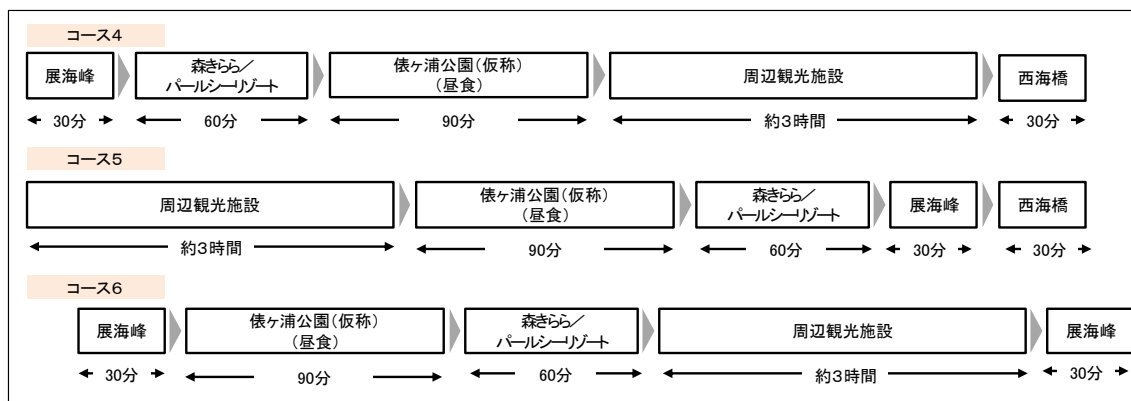 コース4
展海峰
森きらら/
パールシーリゾート
俵ヶ浦公園(仮称)
(昼食)
周辺観光施設
西海橋
30分
60分
90分
約3時間
30分
コース5
周辺観光施設
俵ヶ浦公園(仮称)
(昼食)
森きらら/
パールシーリゾート
展海峰
西海橋
約3時間
90分
60分
30分
30分
コース6
展海峰
俵ヶ浦公園(仮称)
(昼食)
森きらら/
パールシーリゾート
周辺観光施設
展海峰
30分
90分
60分
約3時間
30分